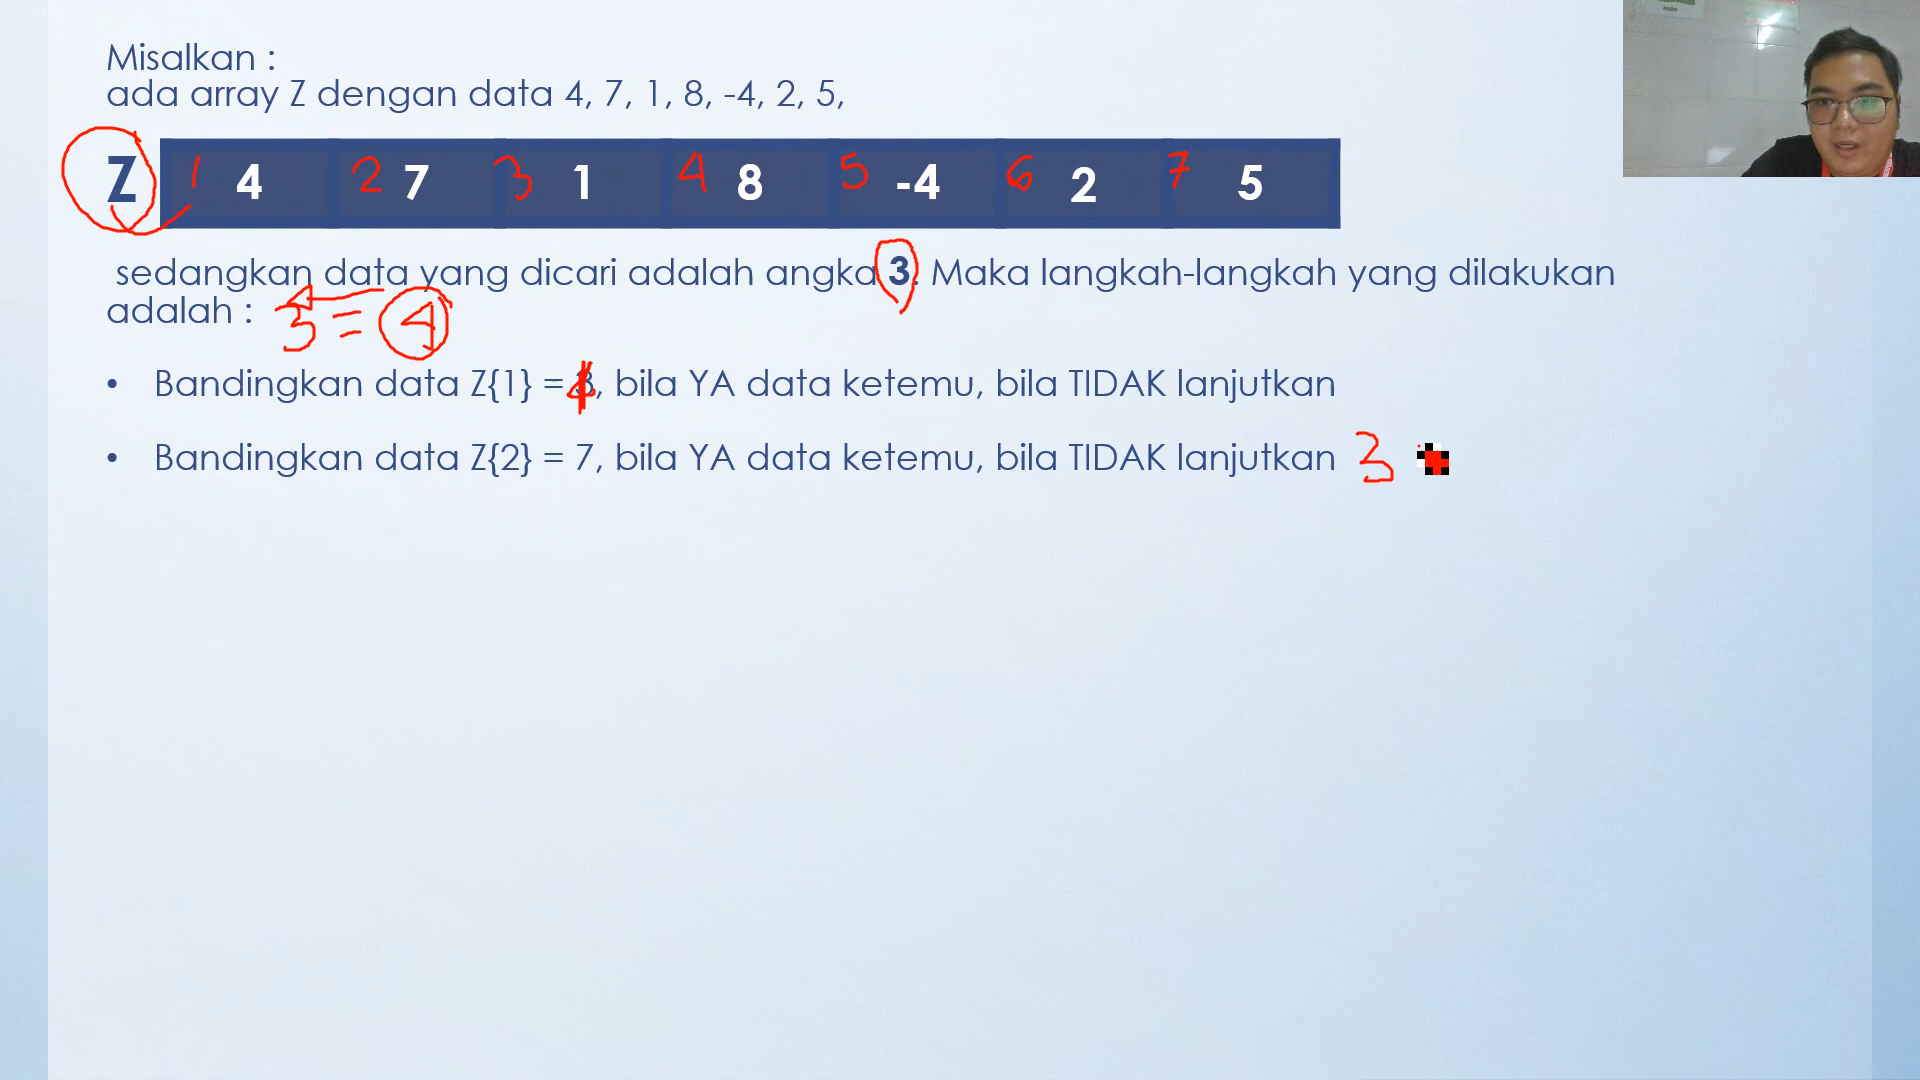 Misalkan :
ada array Z dengan data 4, 7, 1, 8, -4, 2, 5,
Z 1 4 2 7 3 1 4 8 5 -4 6 2 7 5
sedangkan data yang dicari adalah angka 3. Maka langkah-langkah yang dilakukan
adalah : 3 = 4
• Bandingkan data Z{1} = 4, bila YA data ketemu, bila TIDAK lanjutkan
• Bandingkan data Z{2} = 7, bila YA data ketemu, bila TIDAK lanjutkan 3